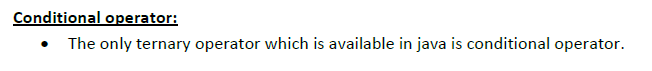 Conditional operator:
• The only ternary operator which is available in java is conditional operator.